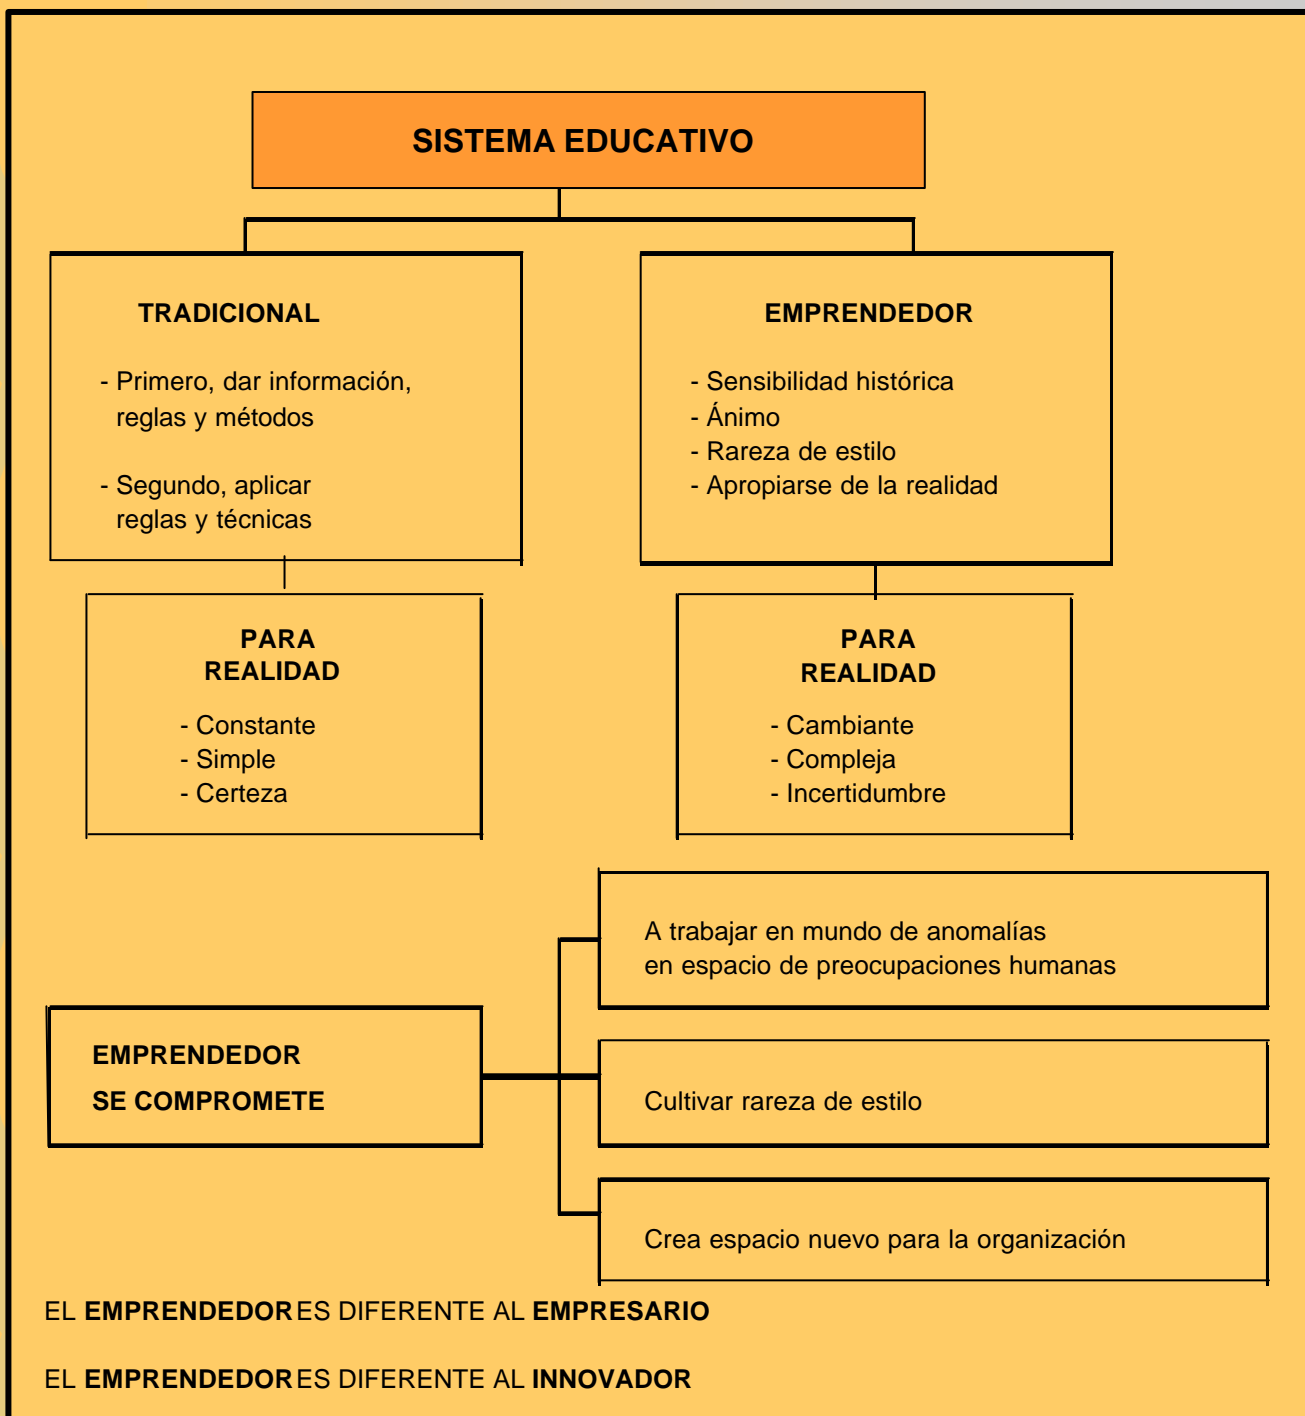 SISTEMA EDUCATIVO
TRADICIONAL
- Primero, dar información,
reglas y métodos
- Segundo, aplicar
reglas y técnicas
EMPRENDEDOR
- Sensibilidad histórica
- Ánimo
- Rareza de estilo
- Apropiarse de la realidad
PARA
REALIDAD
- Constante
- Simple
- Certeza
PARA
REALIDAD
- Cambiante
- Compleja
- Incertidumbre
EMPRENDEDOR
SE COMPROMETE
A trabajar en mundo de anomalías
en espacio de preocupaciones humanas
Cultivar rareza de estilo
Crea espacio nuevo para la organización
EL EMPRENDEDOR ES DIFERENTE AL EMPRESARIO
EL EMPRENDEDOR ES DIFERENTE AL INNOVADOR